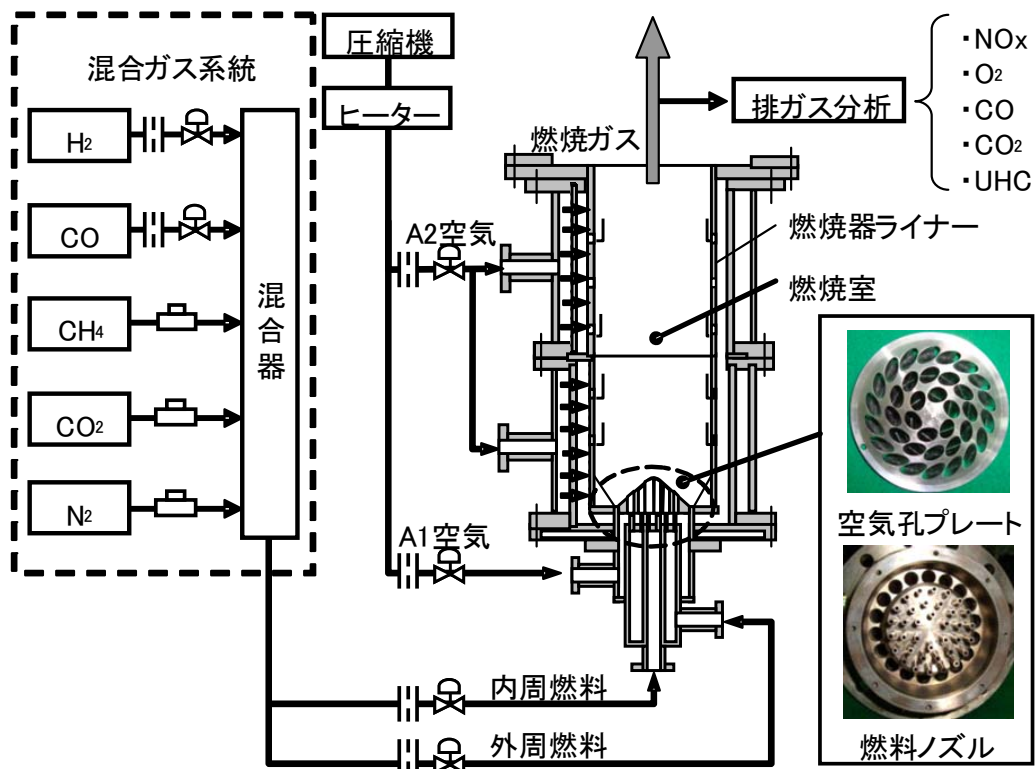 混合ガス系統
H₂
CO
CH₄
CO₂
N₂
混合器
圧縮機
ヒーター
A2空気
A1空気
内周燃料
外周燃料
燃焼ガス
排ガス分析
・NOx
・O₂
・CO
・CO₂
・UHC
燃焼器ライナー
燃焼室
空気孔プレート
燃料ノズル